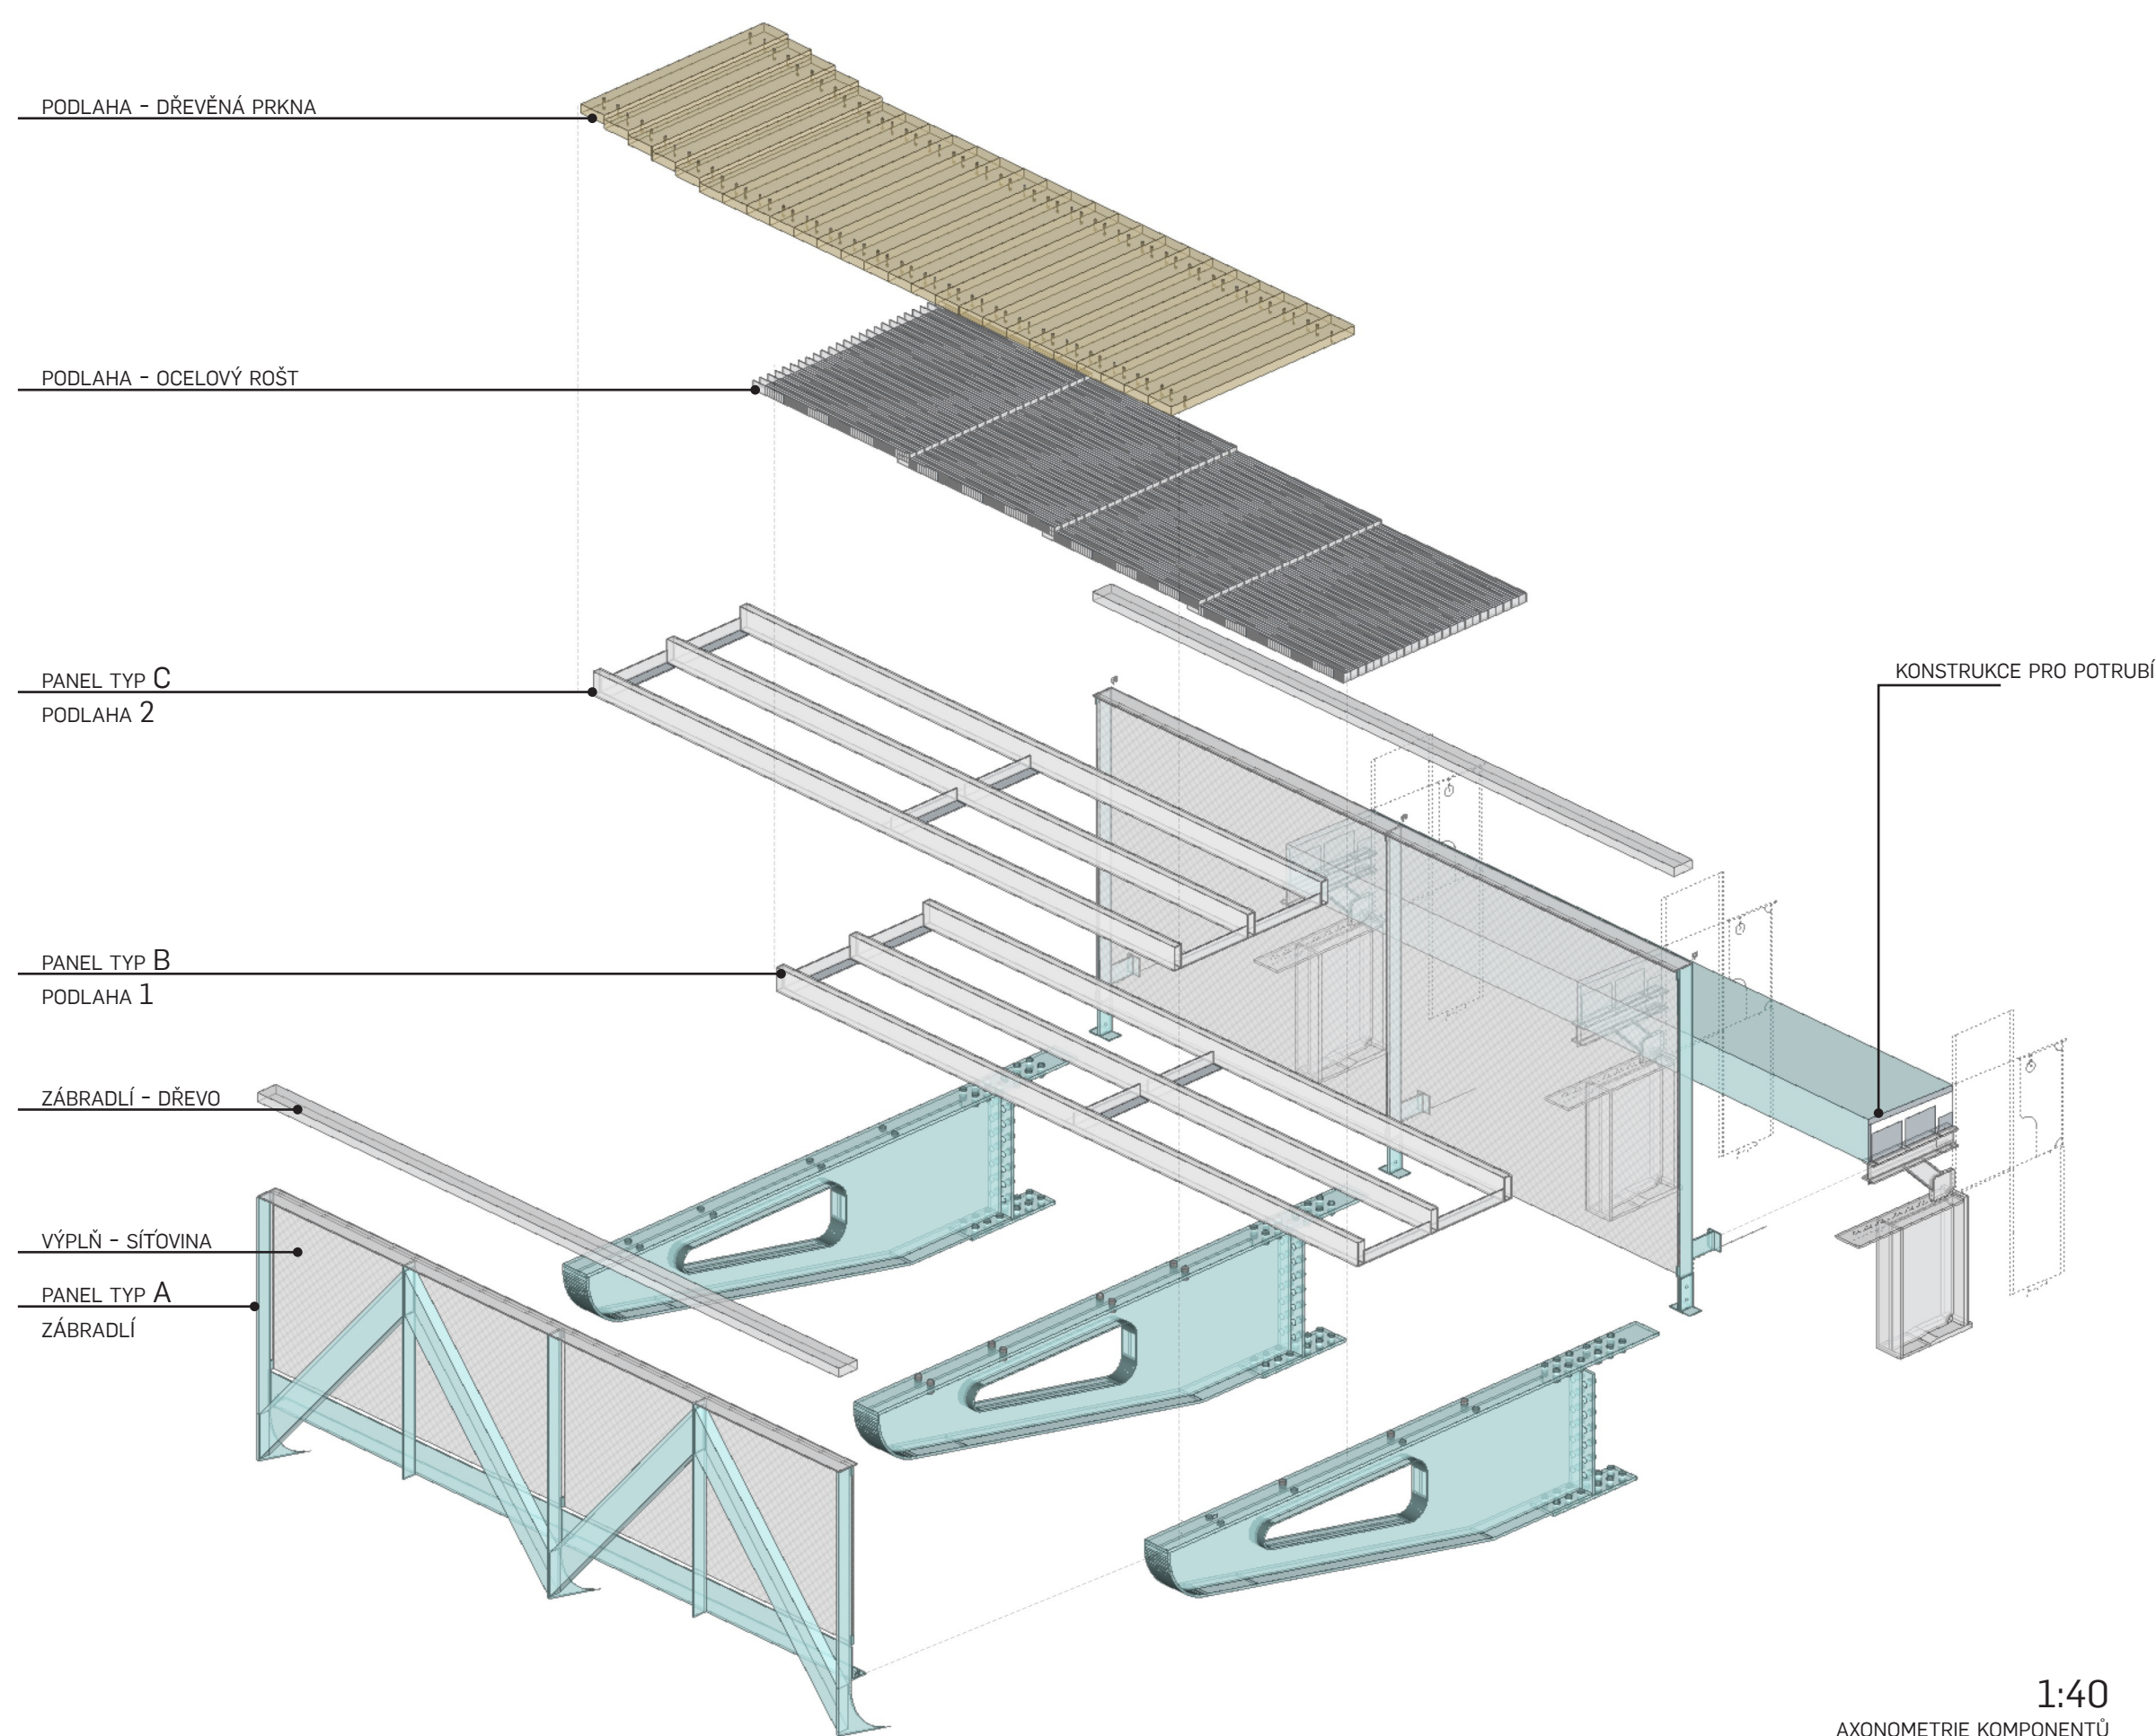 PODLAHA - DŘEVĚNÁ PRKNA
PODLAHA - OCELOVÝ ROŠT
PANEL TYP C
PODLAHA 2
KONSTRUKCE PRO POTRUBÍ
PANEL TYP B
PODLAHA 1
ZÁBRADLÍ - DŘEVO
VÝPLŇ - SÍŤOVINA
PANEL TYP A
ZÁBRADLÍ
1:40
AXONOMETRIE KOMPONENTŮ